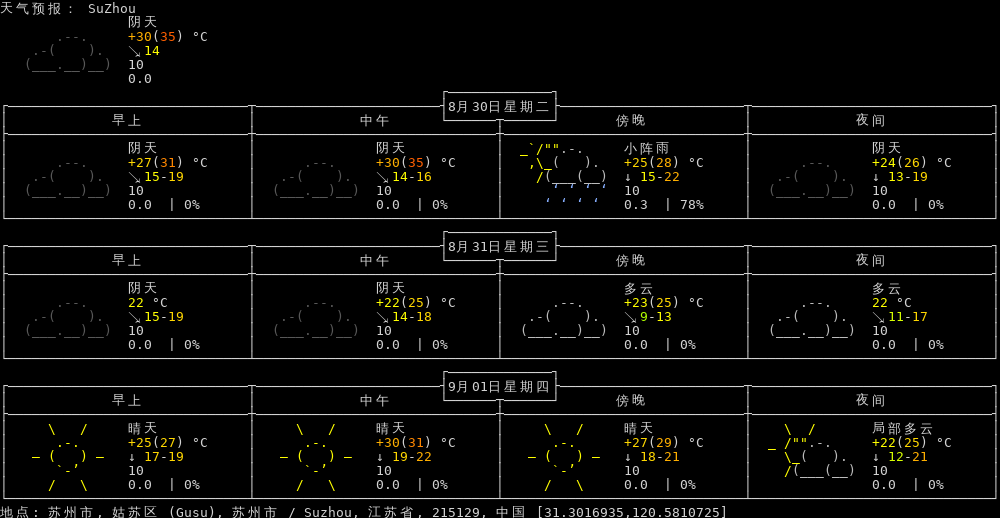 天气预报： SuZhou
阴天
+30(35) °C
↘ 14
10
0.0
8月30日星期二
早上 中午 傍晚 夜间
阴天 阴天 小阵雨 阴天
+27(31) °C +30(35) °C +25(28) °C +24(26) °C
↘ 15-19 ↘ 14-16 ↓ 15-22 ↓ 13-19
10 10 10 10
0.0 | 0% 0.0 | 0% 0.3 | 78% 0.0 | 0%
8月31日星期三
早上 中午 傍晚 夜间
阴天 阴天 多云 多云
22 °C +22(25) °C +23(25) °C 22 °C
↘ 15-19 ↘ 14-18 ↘ 9-13 ↘ 11-17
10 10 10 10
0.0 | 0% 0.0 | 0% 0.0 | 0% 0.0 | 0%
9月01日星期四
早上 中午 傍晚 夜间
晴天 晴天 晴天 局部多云
+25(27) °C +30(31) °C +27(29) °C +22(25) °C
↓ 17-19 ↓ 19-22 ↓ 18-21 ↓ 12-21
10 10 10 10
0.0 | 0% 0.0 | 0% 0.0 | 0% 0.0 | 0%
地点: 苏州市, 姑苏区 (Gusu), 苏州市 / Suzhou, 江苏省, 215129, 中国 [31.3016935,120.5810725]